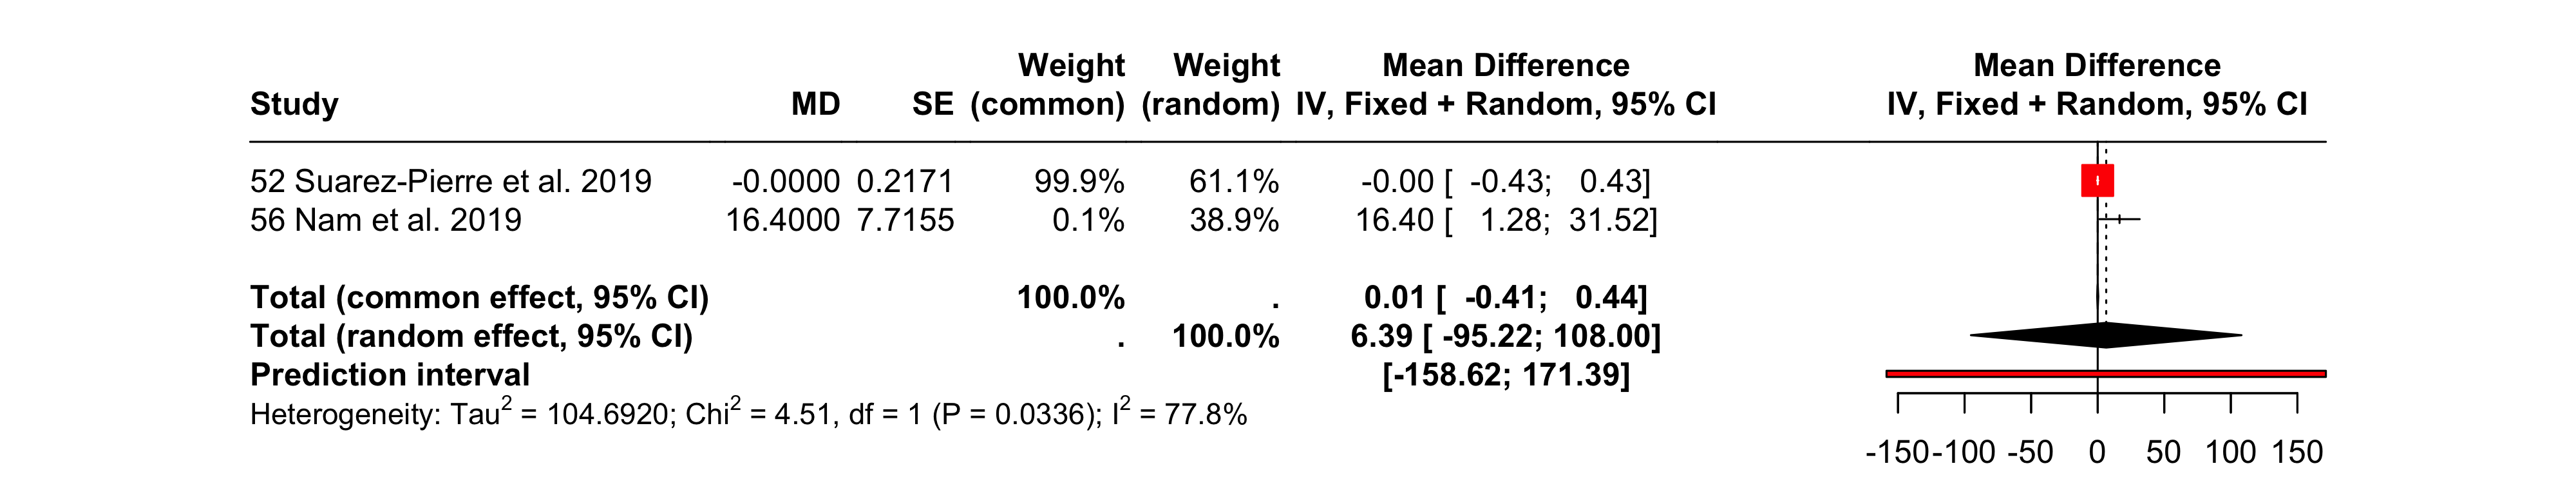 Weight Weight Mean Difference Mean Difference
Study MD SE (common) (random) IV, Fixed + Random, 95% CI IV, Fixed + Random, 95% CI
52 Suarez-Pierre et al. 2019 -0.0000 0.2171 99.9% 61.1% -0.00 [ -0.43; 0.43]
56 Nam et al. 2019 16.4000 7.7155 0.1% 38.9% 16.40 [ 1.28; 31.52]
Total (common effect, 95% CI) 100.0% . 0.01 [ -0.41; 0.44]
Total (random effect, 95% CI) . 100.0% 6.39 [ -95.22; 108.00]
Prediction interval [-158.62; 171.39]
Heterogeneity: Tau² = 104.6920; Chi² = 4.51, df = 1 (P = 0.0336); I² = 77.8%
-150 -100 -50 0 50 100 150